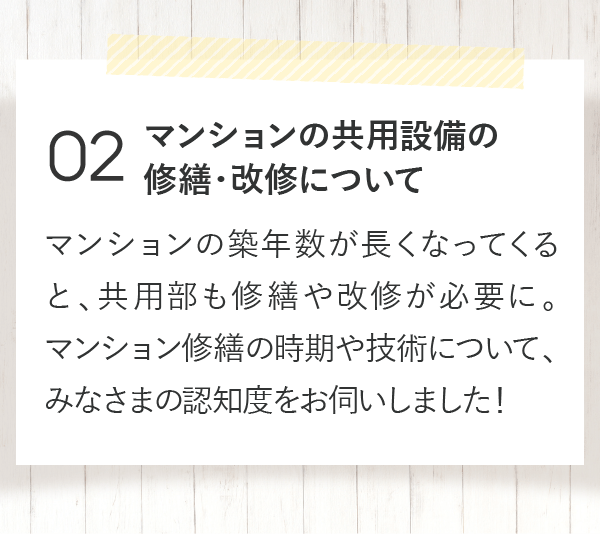 02
マンションの共用設備の
修繕・改修について
マンションの築年数が長くなってくる
と、共用部も修繕や改修が必要に。
マンション修繕の時期や技術について、
みなさまの認知度をお伺いしました！